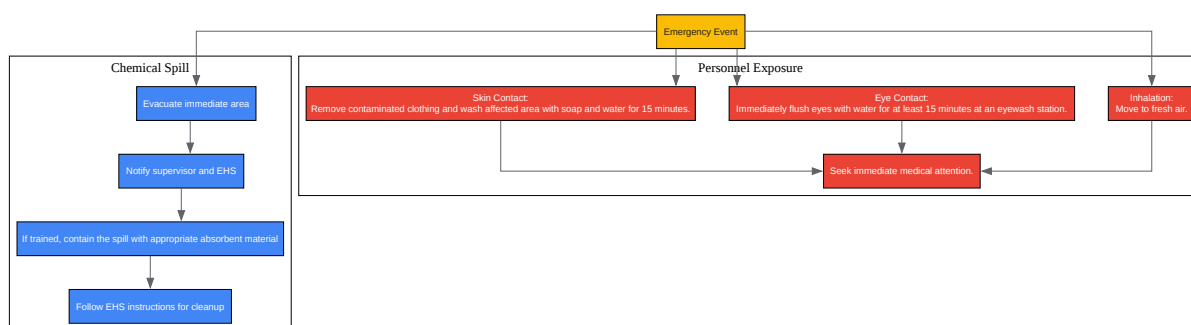 Emergency Event
Chemical Spill
Evacuate immediate area
Notify supervisor and EHS
If trained, contain the spill with appropriate absorbent material
Follow EHS instructions for cleanup
Personnel Exposure
Skin Contact:
Remove contaminated clothing and wash affected area with soap and water for 15 minutes.
Eye Contact:
Immediately flush eyes with water for at least 15 minutes at an eyewash station.
Inhalation:
Move to fresh air.
Seek immediate medical attention.